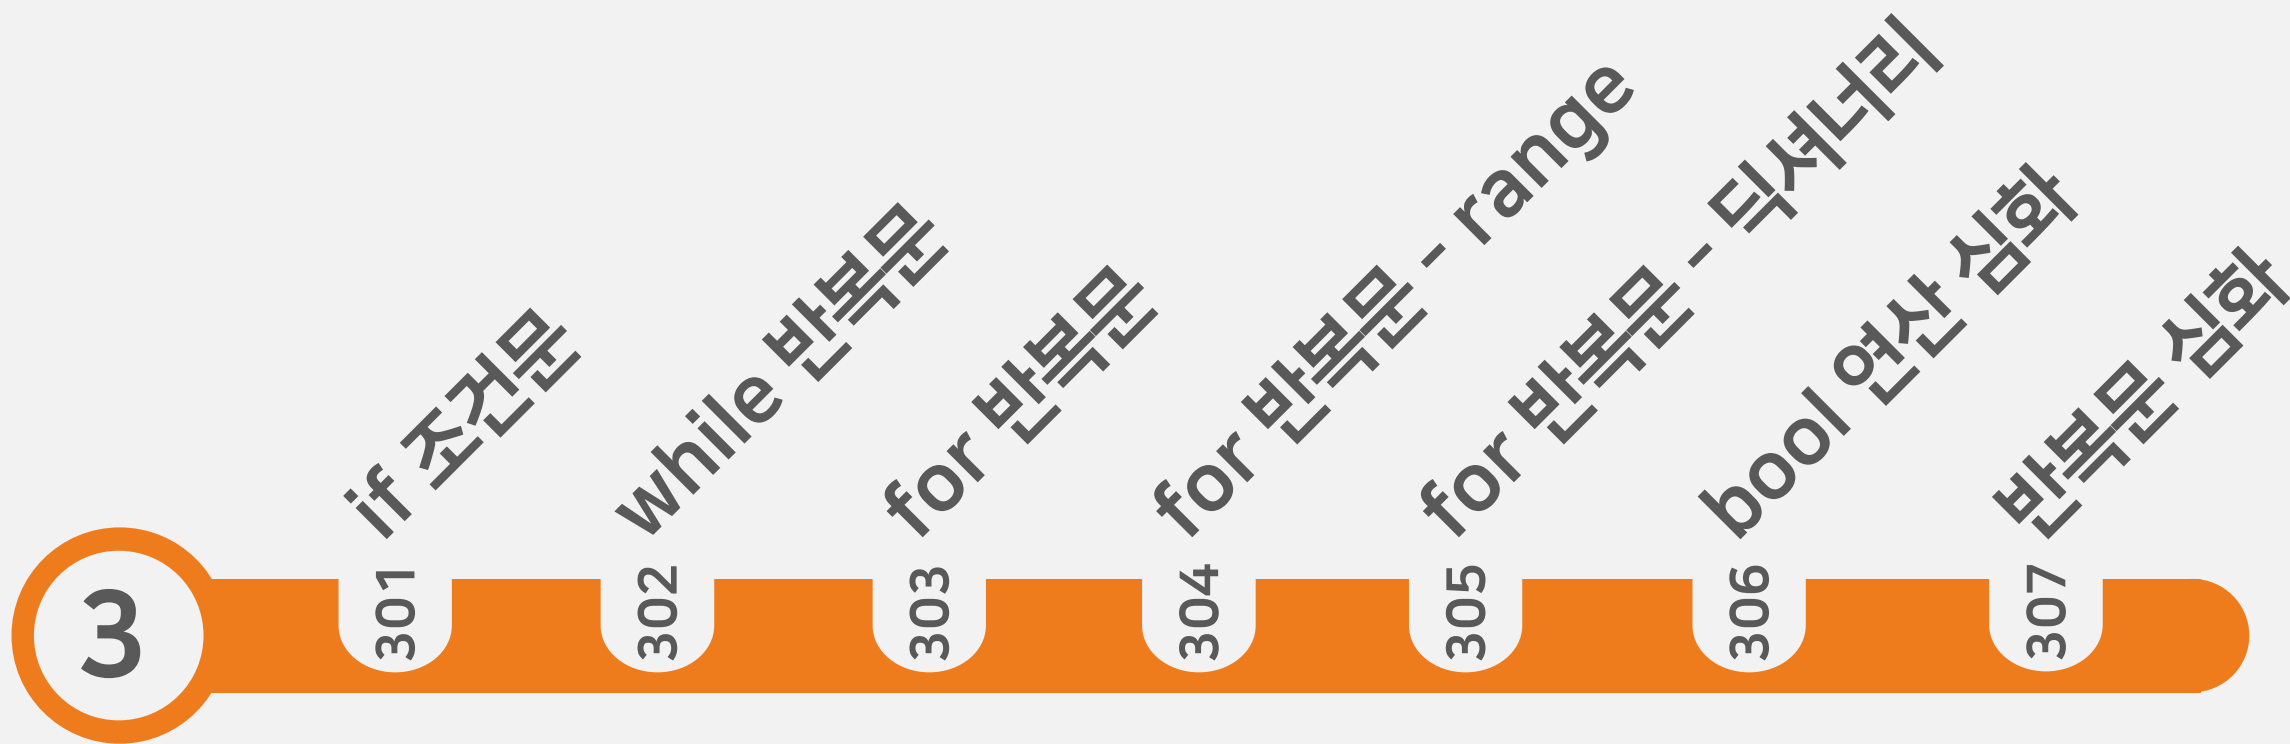 3
301
if 조건문
302
while 반복문
303
for 반복문
304
for 반복문 - range
305
for 반복문 - 딕셔너리
306
bool 연산 심화
307
반복문 심화